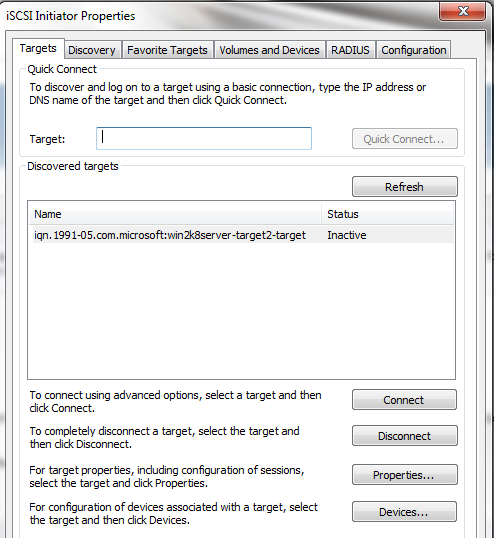 iSCSI Initiator Properties
Targets Discovery Favorite Targets Volumes and Devices RADIUS Configuration
Quick Connect
To discover and log on to a target using a basic connection, type the IP address or
DNS name of the target and then click Quick Connect.
Target: Quick Connect...
Discovered targets
Refresh
Name Status
iqn.1991-05.com.microsoft:win2k8server-target2-target Inactive
To connect using advanced options, select a target and then
click Connect.
Connect
To completely disconnect a target, select the target and
then click Disconnect.
Disconnect
For target properties, including configuration of sessions,
select the target and click Properties.
Properties...
For configuration of devices associated with a target, select
the target and then click Devices.
Devices...